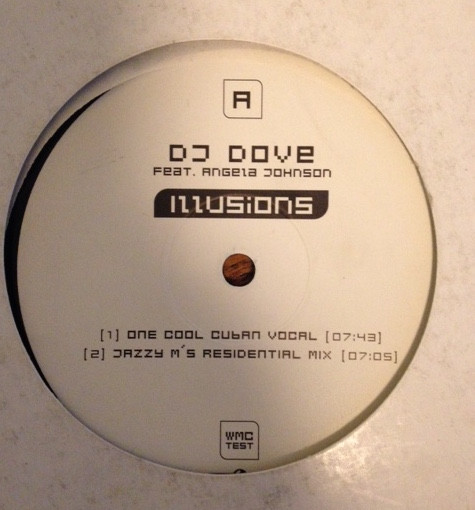 A
DJ DOVE
FEAT. ANGELA JOHNSON
ILLUSIONS
[1] ONE COOL CUBAN VOCAL [07:43]
[2] JAZZY M'S RESIDENTIAL MIX [07:05]
WMC
TEST